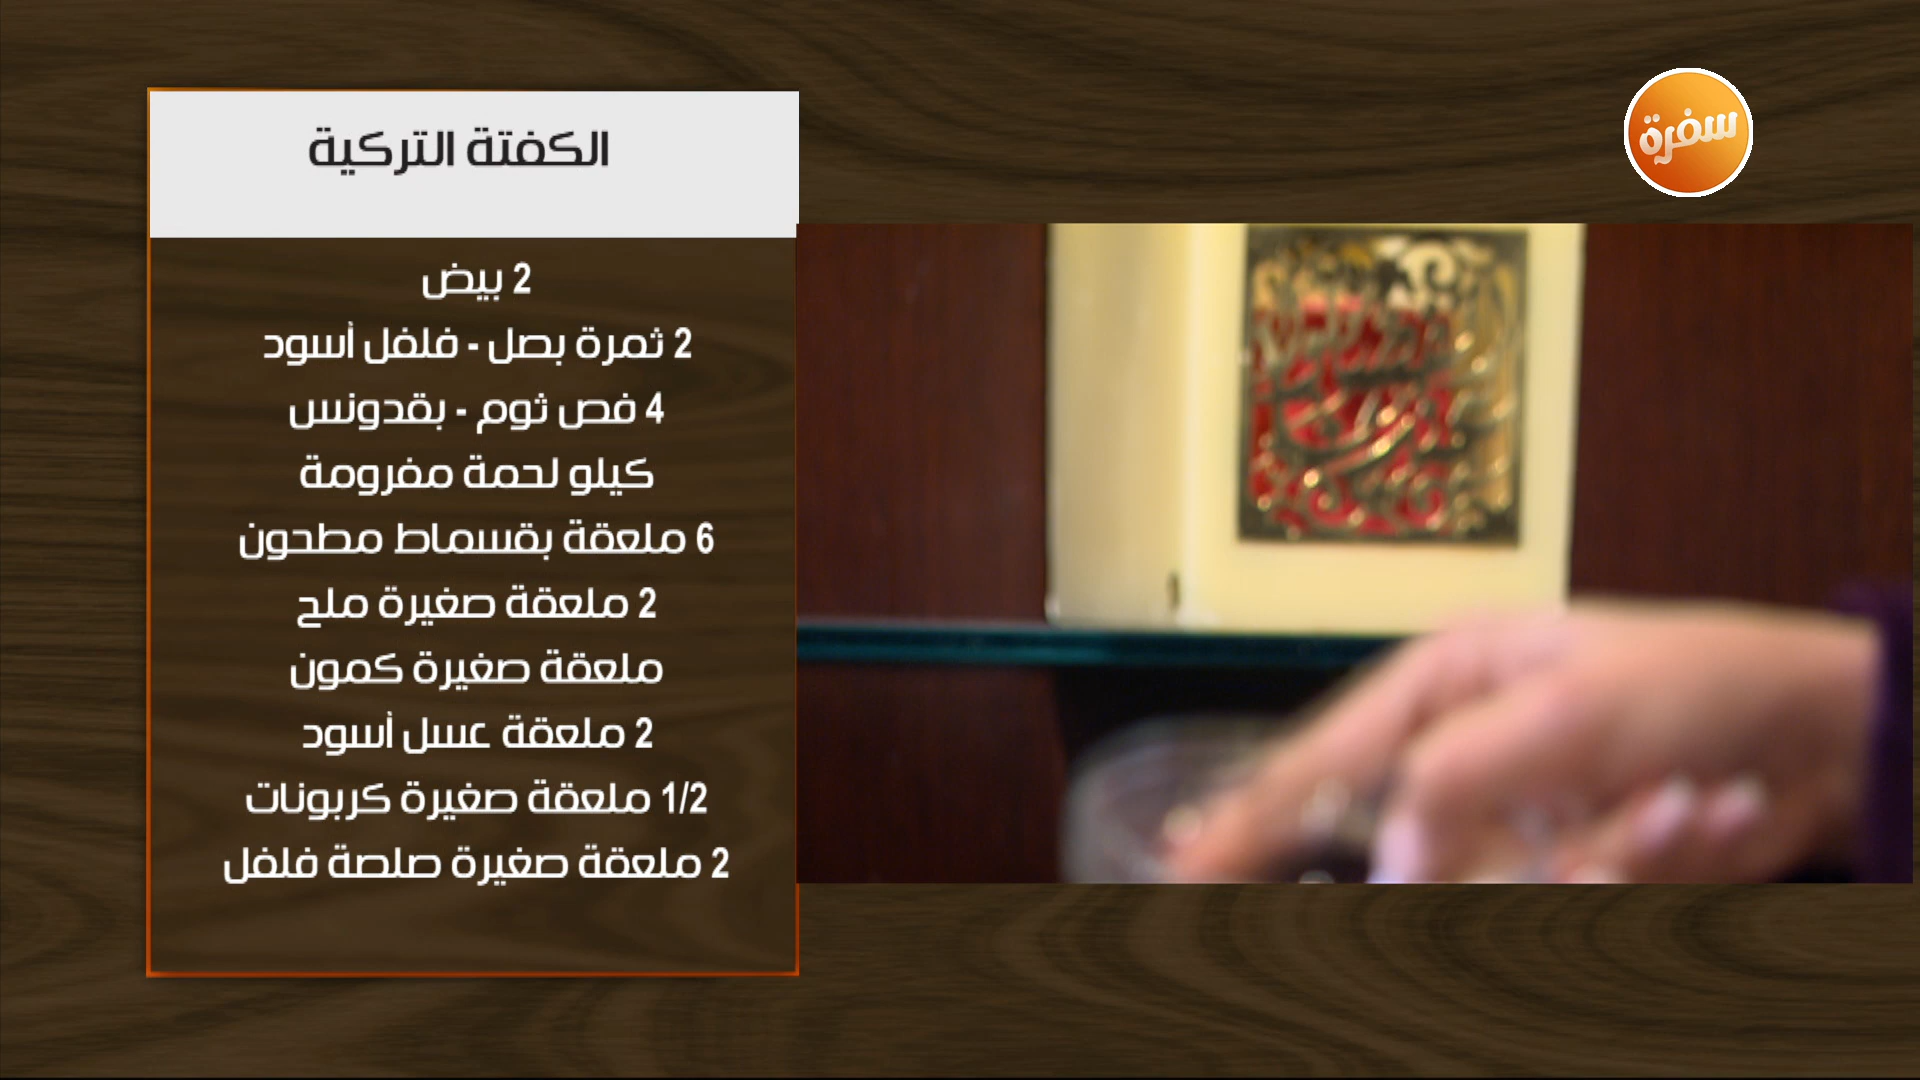 سفرة
الكفتة التركية
2 بيض
2 ثمرة بصل - فلفل أسود
4 فص ثوم - بقدونس
كيلو لحمة مفرومة
6 ملعقة بقسماط مطحون
2 ملعقة صغيرة ملح
ملعقة صغيرة كمون
2 ملعقة عسل أسود
1/2 ملعقة صغيرة كربونات
2 ملعقة صغيرة صلصة فلفل